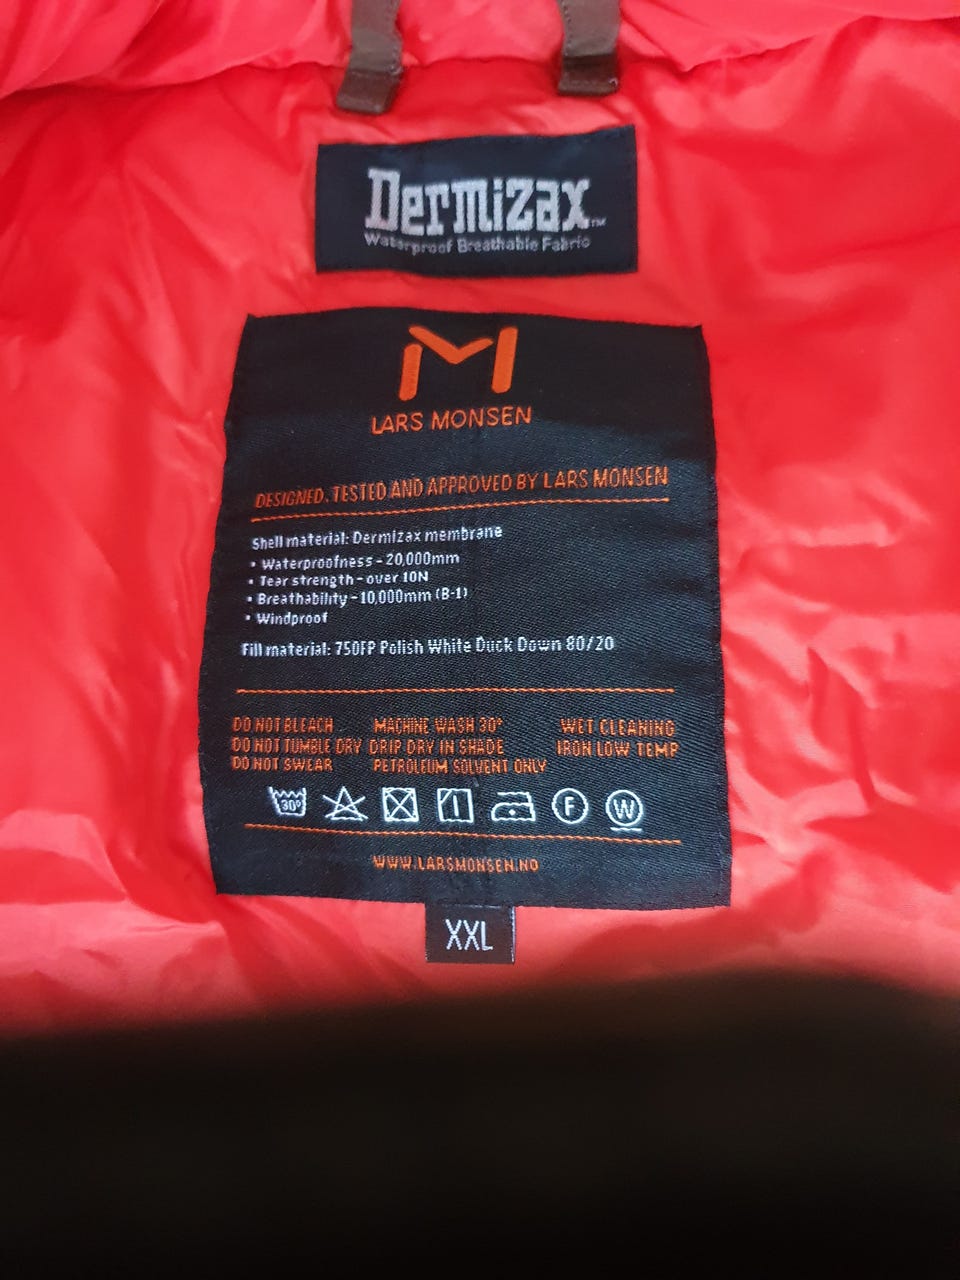 Dermizax™
Waterproof Breathable Fabric
LARS MONSEN
DESIGNED, TESTED AND APPROVED BY LARS MONSEN
Shell material: Dermizax membrane
• Waterproofness - 20,000mm
• Tear strength - over 10N
• Breathability - 10,000mm (B-1)
• Windproof
Fill material: 750FP Polish White Duck Down 80/20
DO NOT BLEACH MACHINE WASH 30° WET CLEANING
DO NOT TUMBLE DRY DRIP DRY IN SHADE IRON LOW TEMP
DO NOT SWEAR PETROLEUM SOLVENT ONLY
30° F W
WWW.LARSMONSEN.NO
XXL